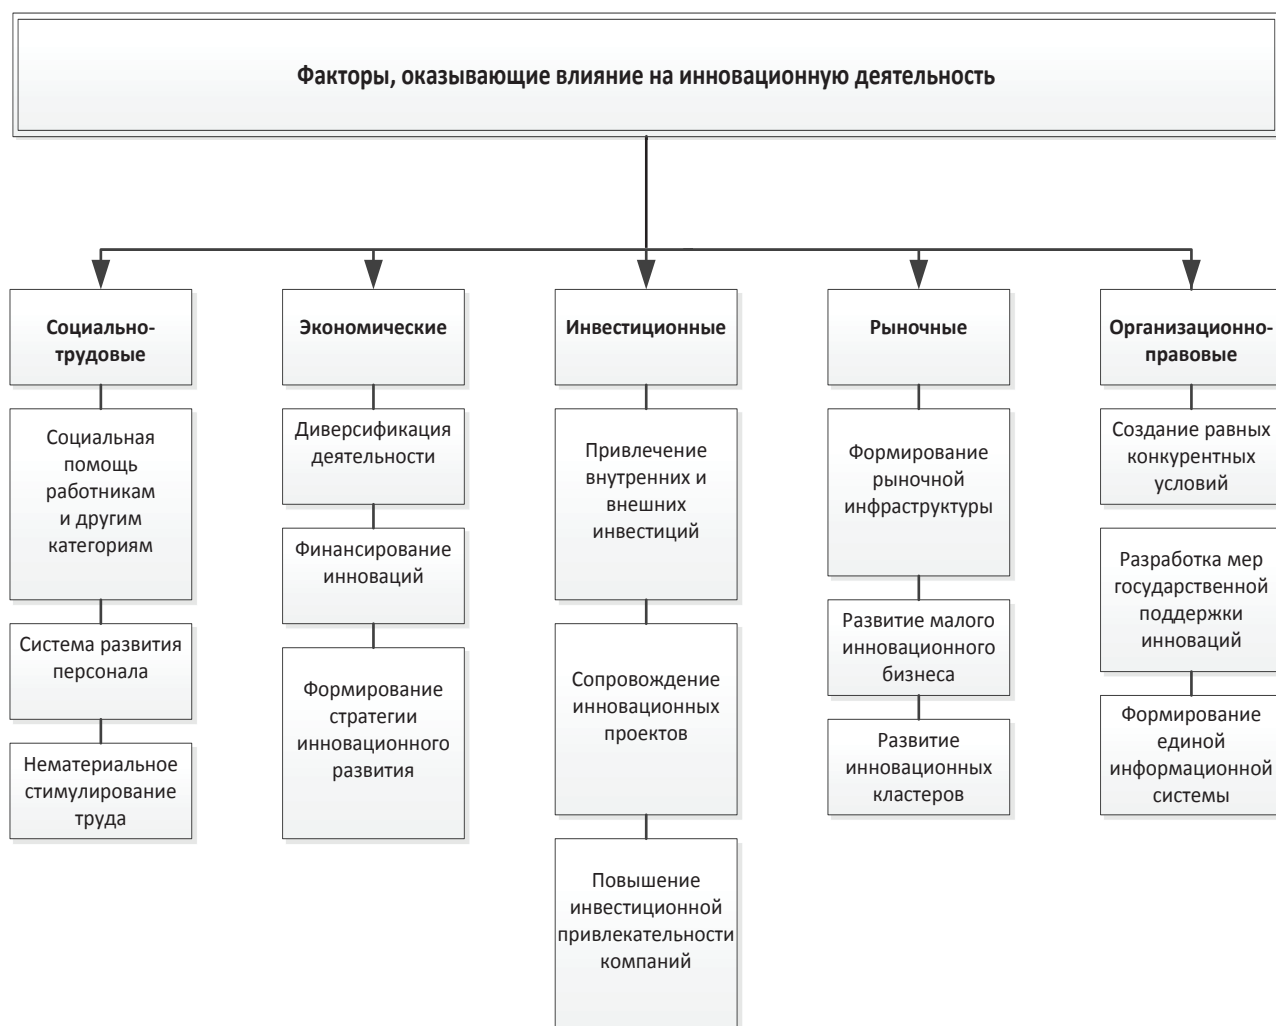 Факторы, оказывающие влияние на инновационную деятельность
Социально-
трудовые
Социальная
помощь
работникам
и другим
категориям
Система развития
персонала
Нематериальное
стимулирование
труда
Экономические
Диверсификация
деятельности
Финансирование
инноваций
Формирование
стратегии
инновационного
развития
Инвестиционные
Привлечение
внутренних и
внешних
инвестиций
Сопровождение
инновационных
проектов
Повышение
инвестиционной
привлекательности
компаний
Рыночные
Формирование
рыночной
инфраструктуры
Развитие малого
инновационного
бизнеса
Развитие
инновационных
кластеров
Организационно-
правовые
Создание равных
конкурентных
условий
Разработка мер
государственной
поддержки
инноваций
Формирование
единой
информационной
системы